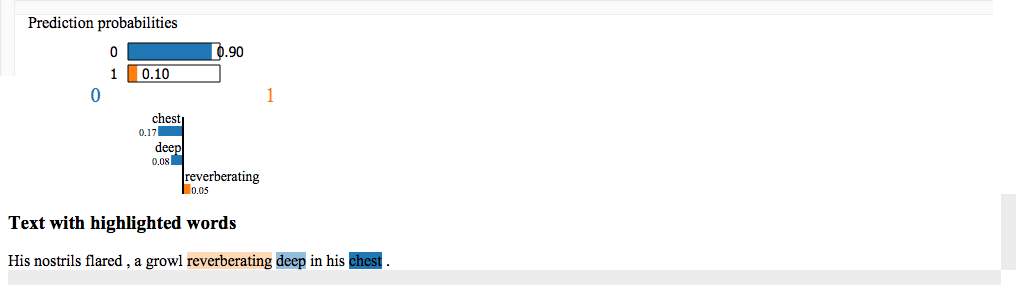 Prediction probabilities
0 0.90
1 0.10
0 1
chest
0.17
deep
0.08
reverberating
0.05
Text with highlighted words
His nostrils flared , a growl reverberating deep in his chest .